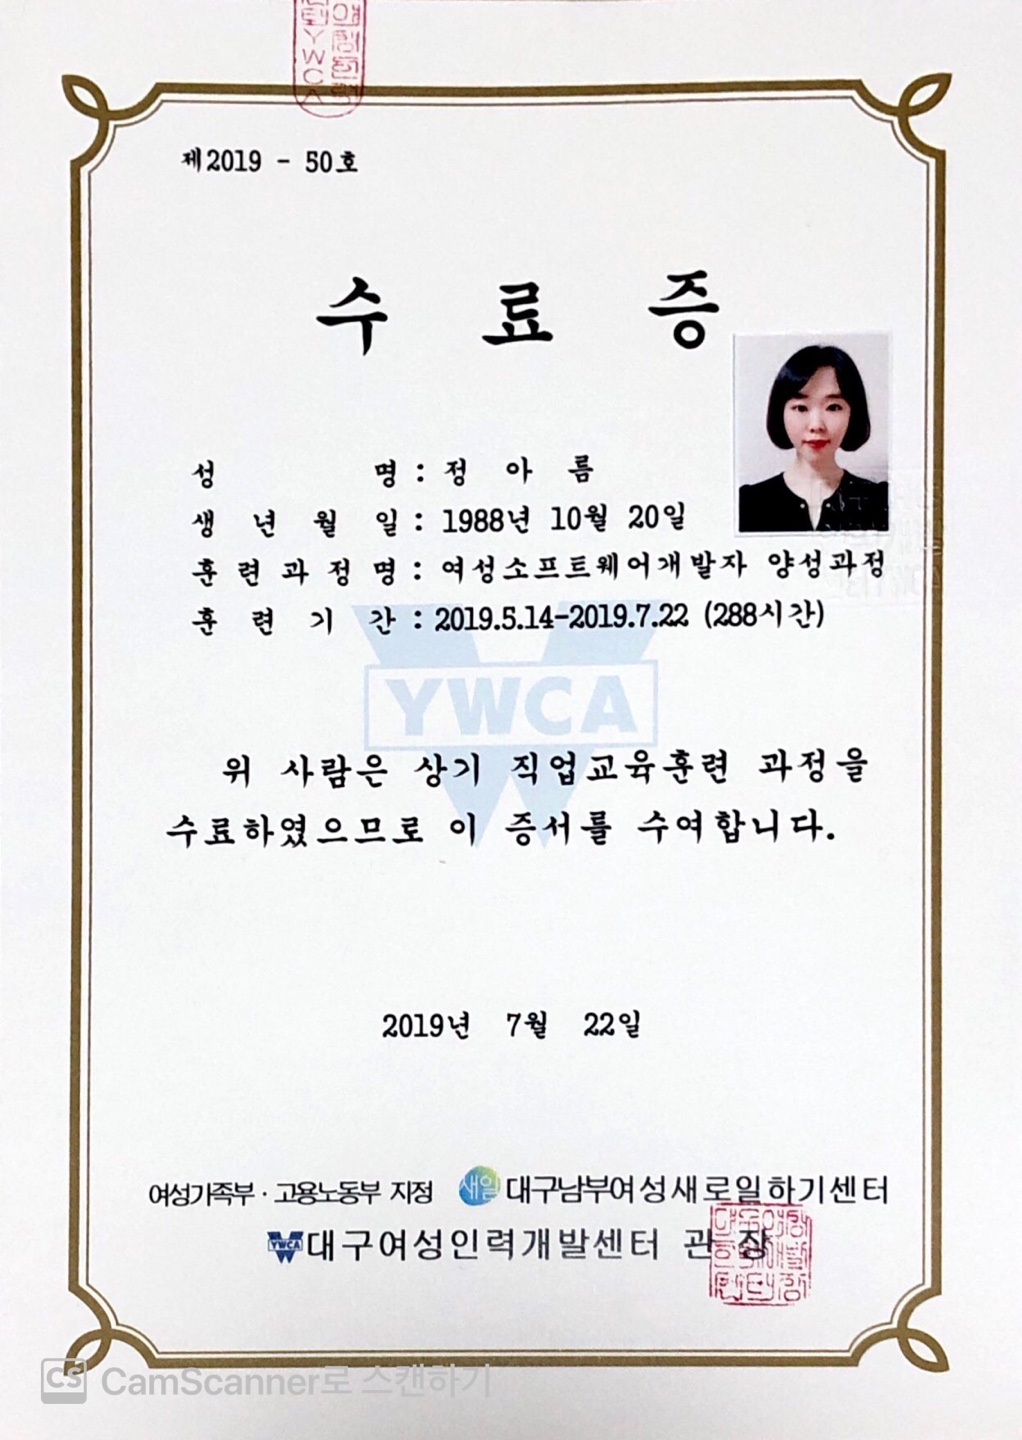 제2019 - 50호
수 료 증
성 명 : 정 아 름
생 년 월 일 : 1988년 10월 20일
훈 련 과 정 명 : 여성소프트웨어개발자 양성과정
훈 련 기 간 : 2019.5.14-2019.7.22 (288시간)
YWCA
위 사람은 상기 직업교육훈련 과정을
수료하였으므로 이 증서를 수여합니다.
2019년 7월 22일
여성가족부 · 고용노동부 지정 새일 대구남부여성새로일하기센터
YWCA 대구여성인력개발센터 관 장
CS CamScanner로 스캔하기